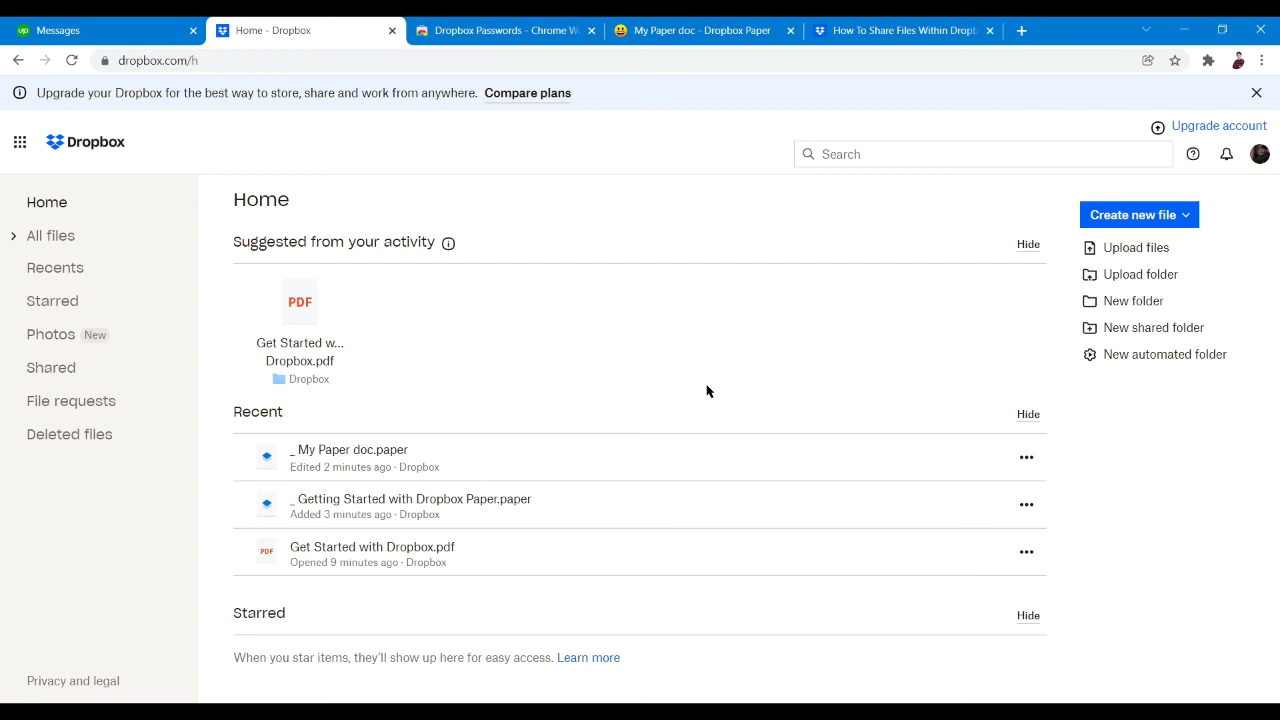 up Messages
Home - Dropbox
Dropbox Passwords - Chrome W
My Paper doc - Dropbox Paper
How To Share Files Within Dropb
dropbox.com/h
Upgrade your Dropbox for the best way to store, share and work from anywhere. Compare plans
Upgrade account
Dropbox
Search
Home
All files
Recents
Starred
Photos New
Shared
File requests
Deleted files
Privacy and legal
Home
Suggested from your activity
Hide
PDF
Get Started w...
Dropbox.pdf
Dropbox
Recent
Hide
_ My Paper doc.paper
Edited 2 minutes ago · Dropbox
_ Getting Started with Dropbox Paper.paper
Added 3 minutes ago · Dropbox
PDF
Get Started with Dropbox.pdf
Opened 9 minutes ago · Dropbox
Starred
Hide
When you star items, they'll show up here for easy access. Learn more
Create new file
Upload files
Upload folder
New folder
New shared folder
New automated folder